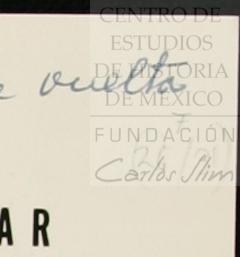 CENTRO DE
ESTUDIOS
DE HISTORIA
DE MÉXICO
FUNDACIÓN
Carlos Slim
e vuelta
AR